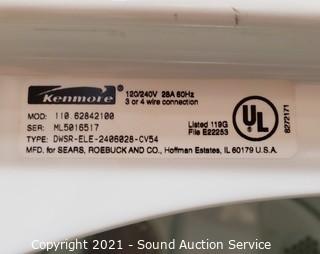 Kenmore
120/240V 28A 60Hz
3 or 4 wire connection
MOD: 110.62842100
SER: ML5016517
TYPE: DWSR-ELE-2406028-CV54
MFD. for SEARS, ROEBUCK AND CO., Hoffman Estates, IL 60179 U.S.A.
Listed 119G
File E22253
UL
8272171
Copyright 2021 - Sound Auction Service